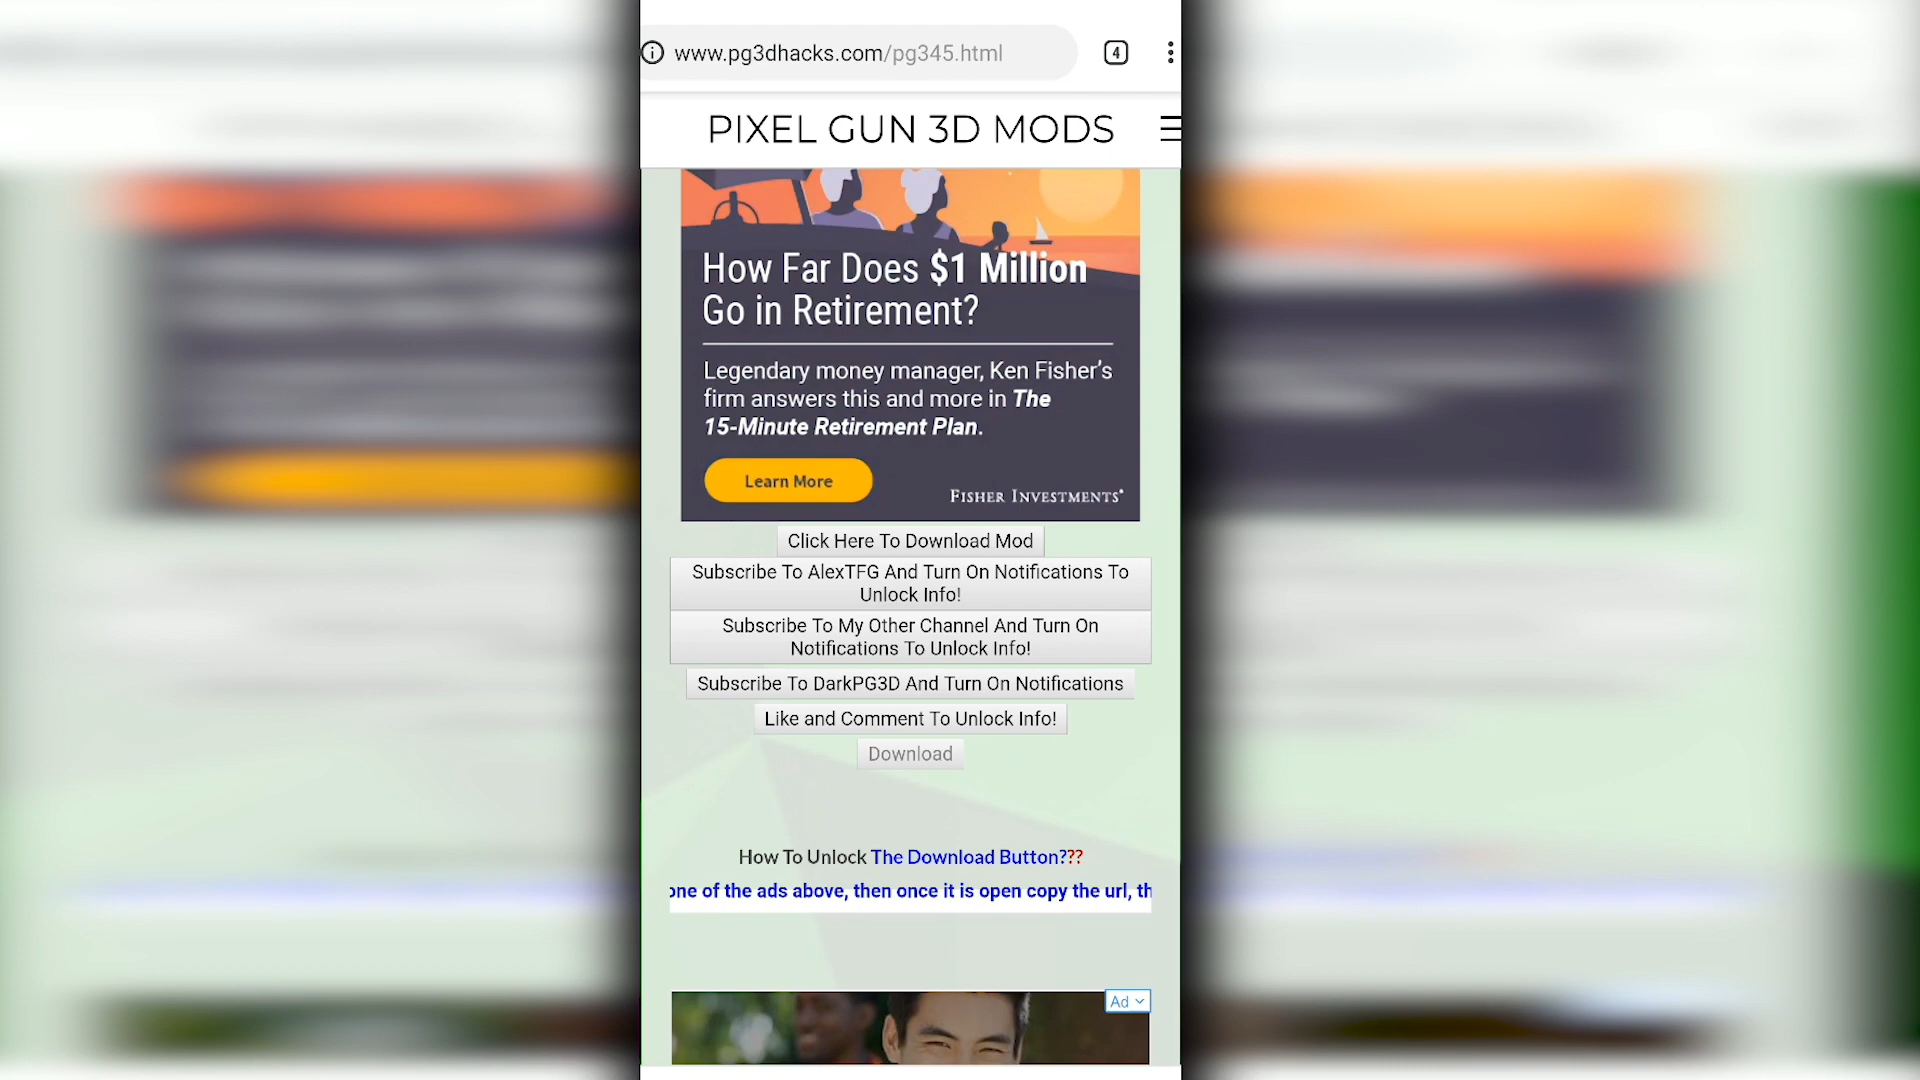 www.pg3dhacks.com/pg345.html
4
PIXEL GUN 3D MODS
How Far Does $1 Million
Go in Retirement?
Legendary money manager, Ken Fisher's
firm answers this and more in The
15-Minute Retirement Plan.
Learn More
FISHER INVESTMENTS
Click Here To Download Mod
Subscribe To AlexTFG And Turn On Notifications To
Unlock Info!
Subscribe To My Other Channel And Turn On
Notifications To Unlock Info!
Subscribe To DarkPG3D And Turn On Notifications
Like and Comment To Unlock Info!
Download
How To Unlock The Download Button???
one of the ads above, then once it is open copy the url, th
Ad